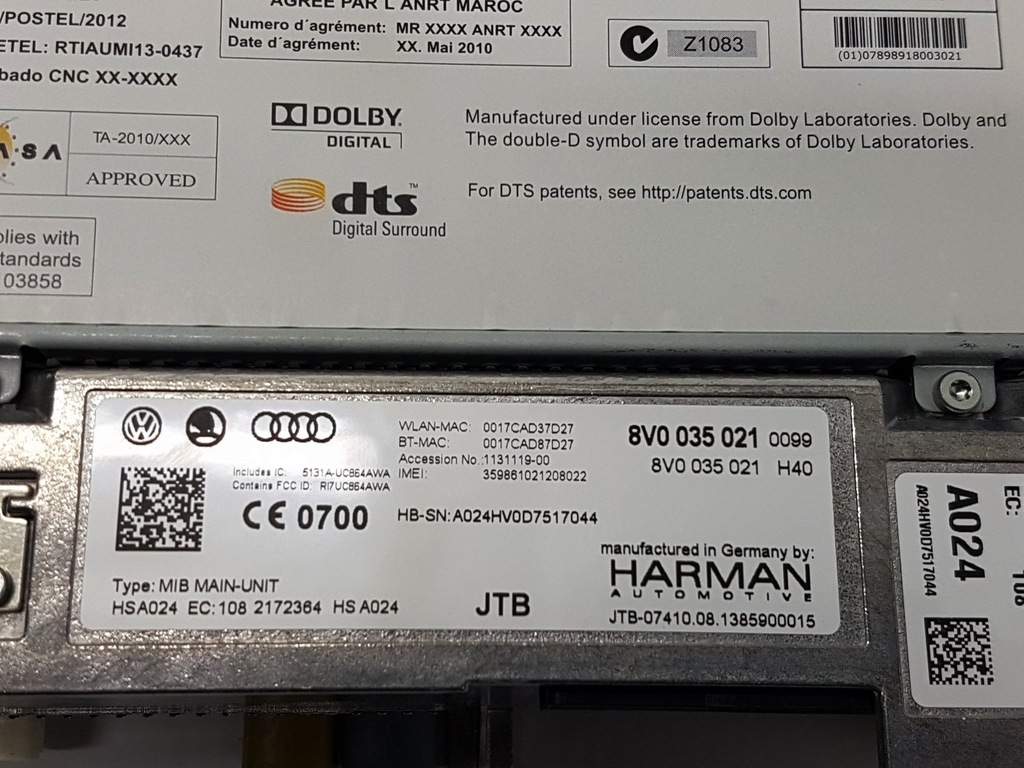 AGRÉÉ PAR L'ANRT MAROC
/POSTEL/2012
Numero d´agrément: MR XXXX ANRT XXXX
ETEL: RTIAUMI13-0437
Date d´agrément: XX. Mai 2010
Z1083
(01)07898918003021
bado CNC XX-XXXX
DOLBY
DIGITAL
Manufactured under license from Dolby Laboratories. Dolby and
The double-D symbol are trademarks of Dolby Laboratories.
SA
TA-2010/XXX
APPROVED
dts™
Digital Surround
For DTS patents, see http://patents.dts.com
plies with
tandards
103858
WLAN-MAC: 0017CAD37D27
BT-MAC: 0017CAD87D27
Accession No.:1131119-00
IMEI: 359861021208022
8V0 035 021 0099
8V0 035 021 H40
Includes IC: 5131A-UC864AWA
Contains FCC ID: RI7UC864AWA
CE 0700
HB-SN:A024HV0D7517044
manufactured in Germany by:
HARMAN
AUTOMOTIVE
Type: MIB MAIN-UNIT
HSA024 EC:108 2172364 HS A024
JTB
JTB-07410.08.1385900015
EC: 108
A024
A024HV0D7517044